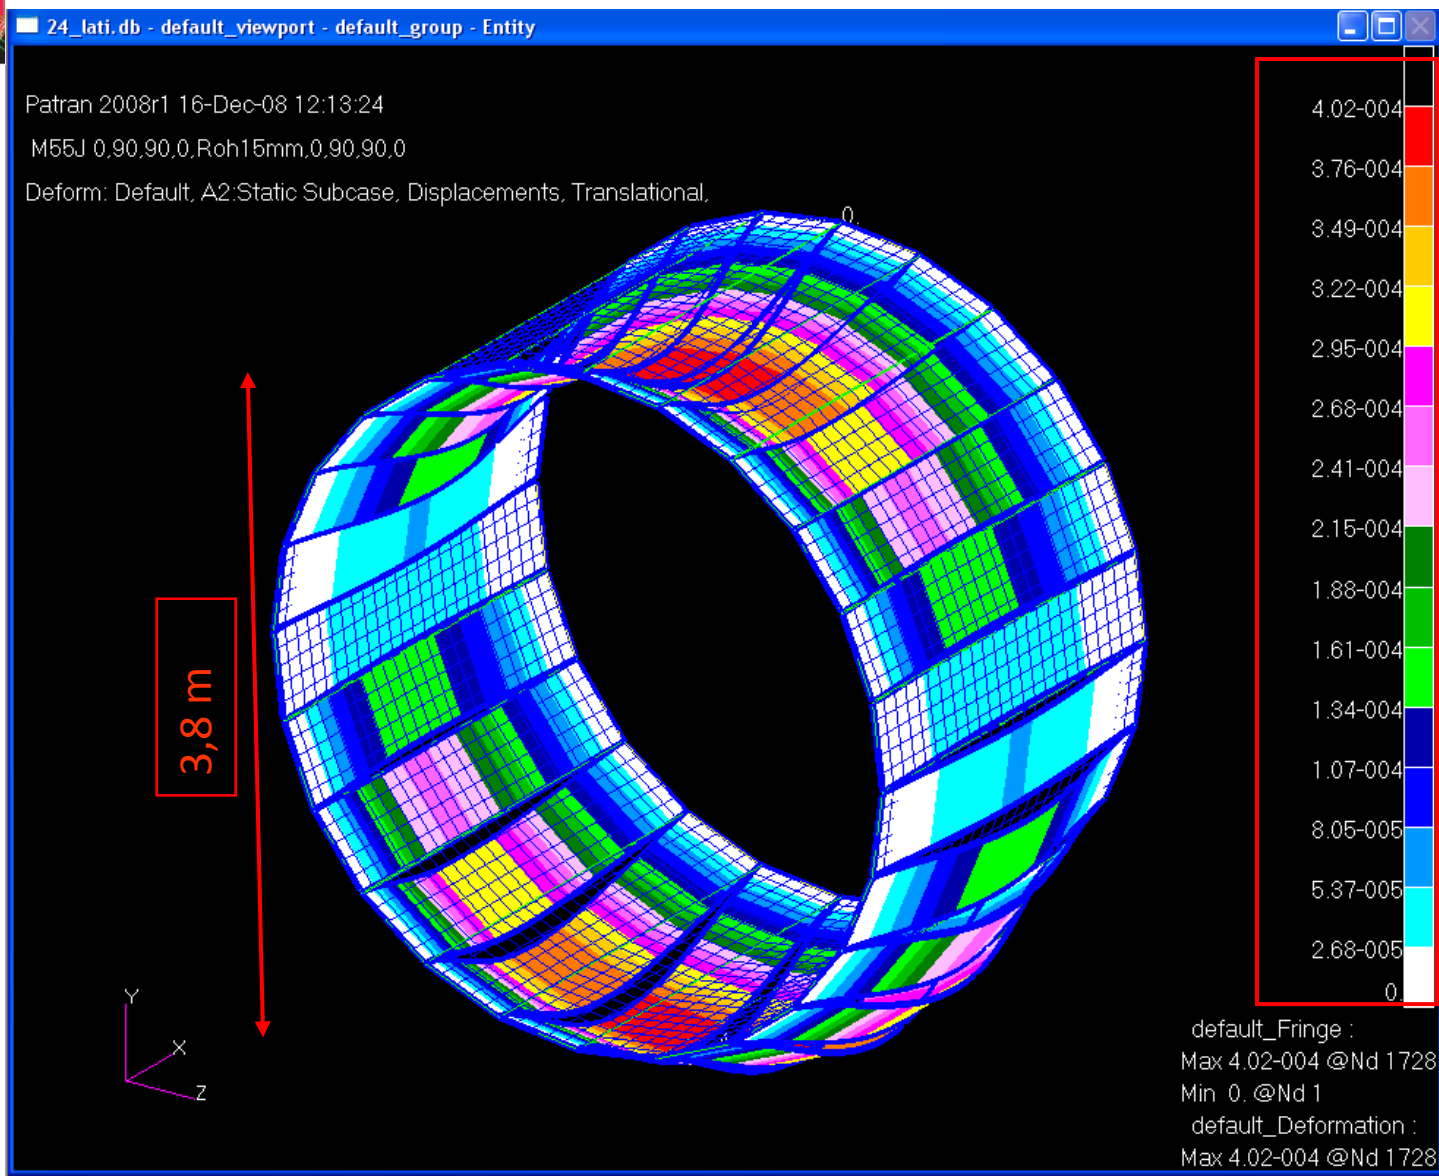 24_lati.db - default_viewport - default_group - Entity
Patran 2008r1 16-Dec-08 12:13:24
M55J 0,90,90,0,Roh15mm,0,90,90,0
Deform: Default, A2:Static Subcase, Displacements, Translational,
0.
4.02-004
3.76-004
3.49-004
3.22-004
2.95-004
2.68-004
2.41-004
2.15-004
1.88-004
1.61-004
1.34-004
1.07-004
8.05-005
5.37-005
2.68-005
0.
3,8 m
Y
X
Z
default_Fringe :
Max 4.02-004 @Nd 1728
Min 0. @Nd 1
default_Deformation :
Max 4.02-004 @Nd 1728